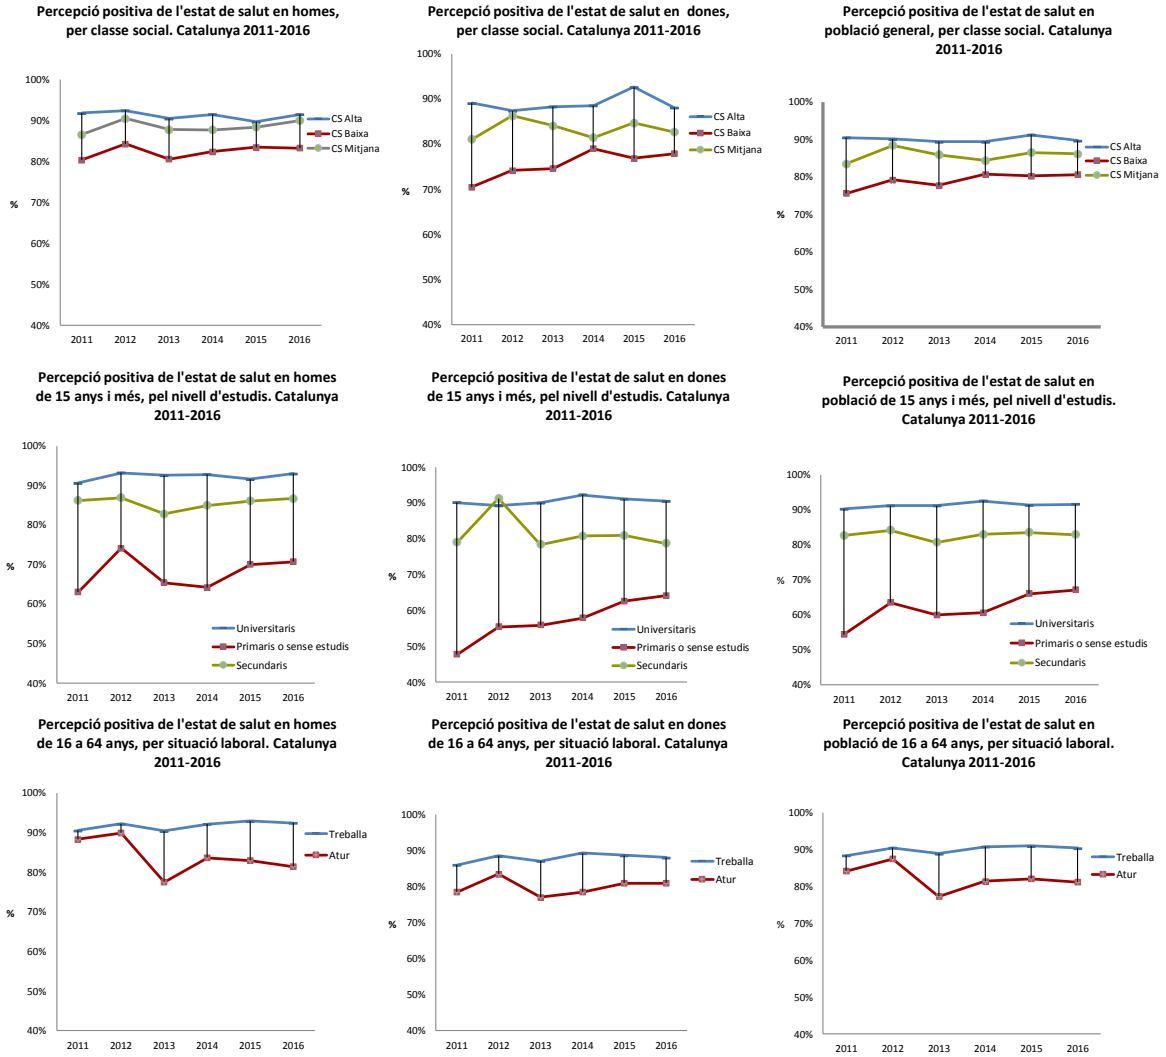 Percepció positiva de l'estat de salut en homes,
per classe social. Catalunya 2011-2016
100%
90%
80%
70%
60%
50%
40%
%
2011 2012 2013 2014 2015 2016
CS Alta
CS Baixa
CS Mitjana
Percepció positiva de l'estat de salut en dones,
per classe social. Catalunya 2011-2016
100%
90%
80%
70%
60%
50%
40%
%
2011 2012 2013 2014 2015 2016
CS Alta
CS Baixa
CS Mitjana
Percepció positiva de l'estat de salut en
població general, per classe social. Catalunya
2011-2016
100%
90%
80%
70%
60%
50%
40%
%
2011 2012 2013 2014 2015 2016
CS Alta
CS Baixa
CS Mitjana
Percepció positiva de l'estat de salut en homes
de 15 anys i més, pel nivell d'estudis. Catalunya
2011-2016
100%
90%
80%
70%
60%
50%
40%
%
2011 2012 2013 2014 2015 2016
Universitaris
Primaris o sense estudis
Secundaris
Percepció positiva de l'estat de salut en dones
de 15 anys i més, pel nivell d'estudis. Catalunya
2011-2016
100%
90%
80%
70%
60%
50%
40%
%
2011 2012 2013 2014 2015 2016
Universitaris
Primaris o sense estudis
Secundaris
Percepció positiva de l'estat de salut en
població de 15 anys i més, pel nivell d'estudis.
Catalunya 2011-2016
100%
90%
80%
70%
60%
50%
40%
%
2011 2012 2013 2014 2015 2016
Universitaris
Primaris o sense estudis
Secundaris
Percepció positiva de l'estat de salut en homes
de 16 a 64 anys, per situació laboral. Catalunya
2011-2016
100%
90%
80%
70%
60%
50%
40%
%
2011 2012 2013 2014 2015 2016
Treballa
Atur
Percepció positiva de l'estat de salut en dones
de 16 a 64 anys, per situació laboral. Catalunya
2011-2016
100%
90%
80%
70%
60%
50%
40%
%
2011 2012 2013 2014 2015 2016
Treballa
Atur
Percepció positiva de l'estat de salut en
població de 16 a 64 anys, per situació laboral.
Catalunya 2011-2016
100%
90%
80%
70%
60%
50%
40%
%
2011 2012 2013 2014 2015 2016
Treballa
Atur